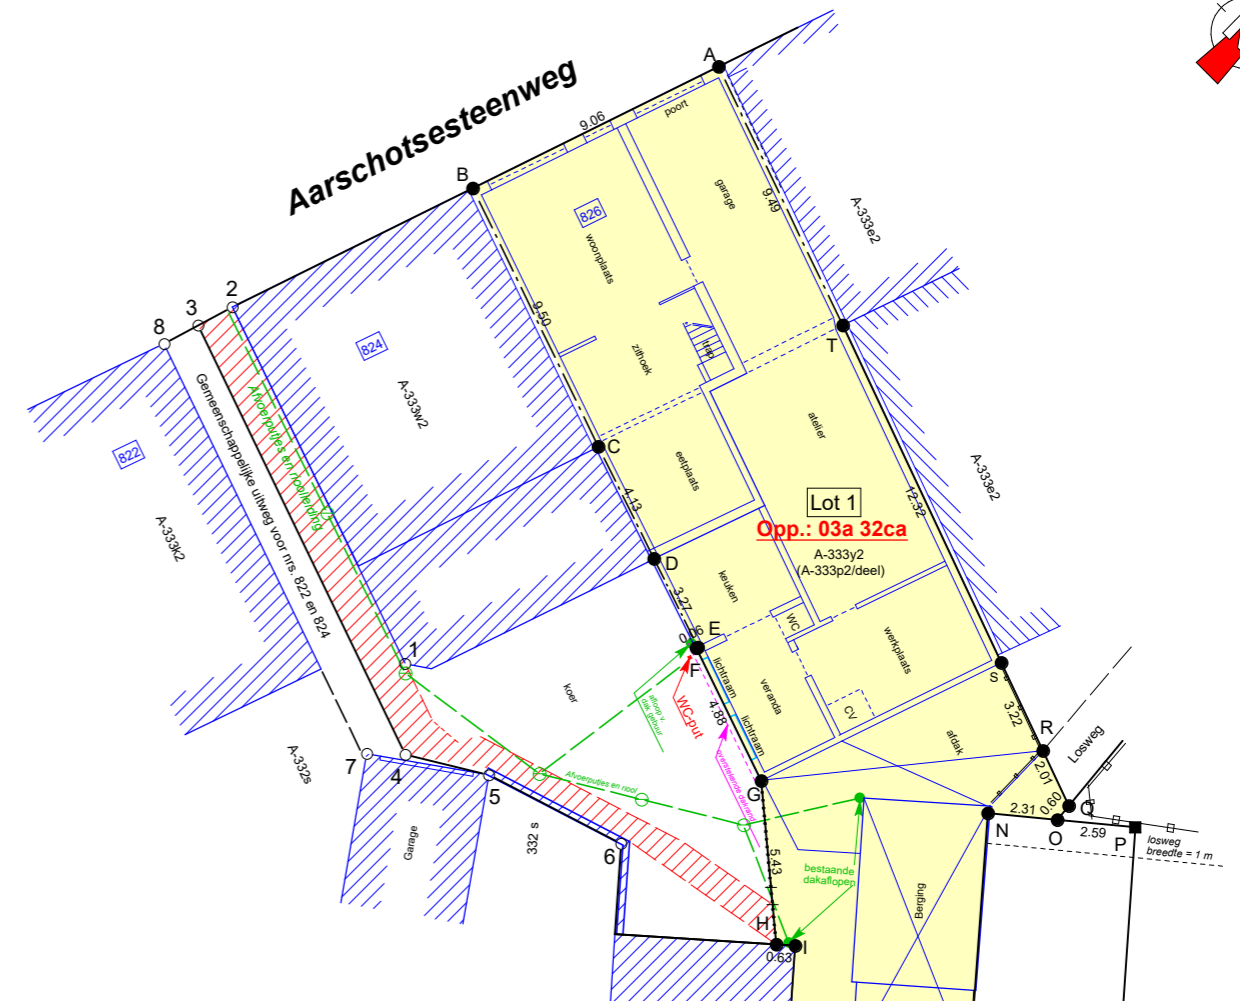 Aarschotsesteenweg
A
9.06
poort
B
garage
9.49
826
woonplaats
A-333e2
2
3
8
9.50
824
zithoek
trap
T
A-333w2
Gemeenschappelijke uitweg voor nrs. 822 en 824
Afvoerputjes en rioolleiding
822
A-333k2
C
atelier
eetplaats
4.13
12.32
A-333e2
Lot 1
Opp.: 03a 32ca
A-333y2
(A-333p2/deel)
D
keuken
3.27
WC
0.06
E
F
1
koer
lichtraam
veranda
werkplaats
S
afloop v.
dak gebuur
WC-put
4.88
lichtraam
CV
3.22
afdak
R
Losweg
A-332s
7
4
5
Afvoerputjes en riool
overstekende dakrand
G
2.01
0.60
Q
2.31
N
O
2.59
P
losweg
breedte = 1 m
Garage
332 s
6
5.43
bestaande
dakaflopen
Berging
H
I
0.63